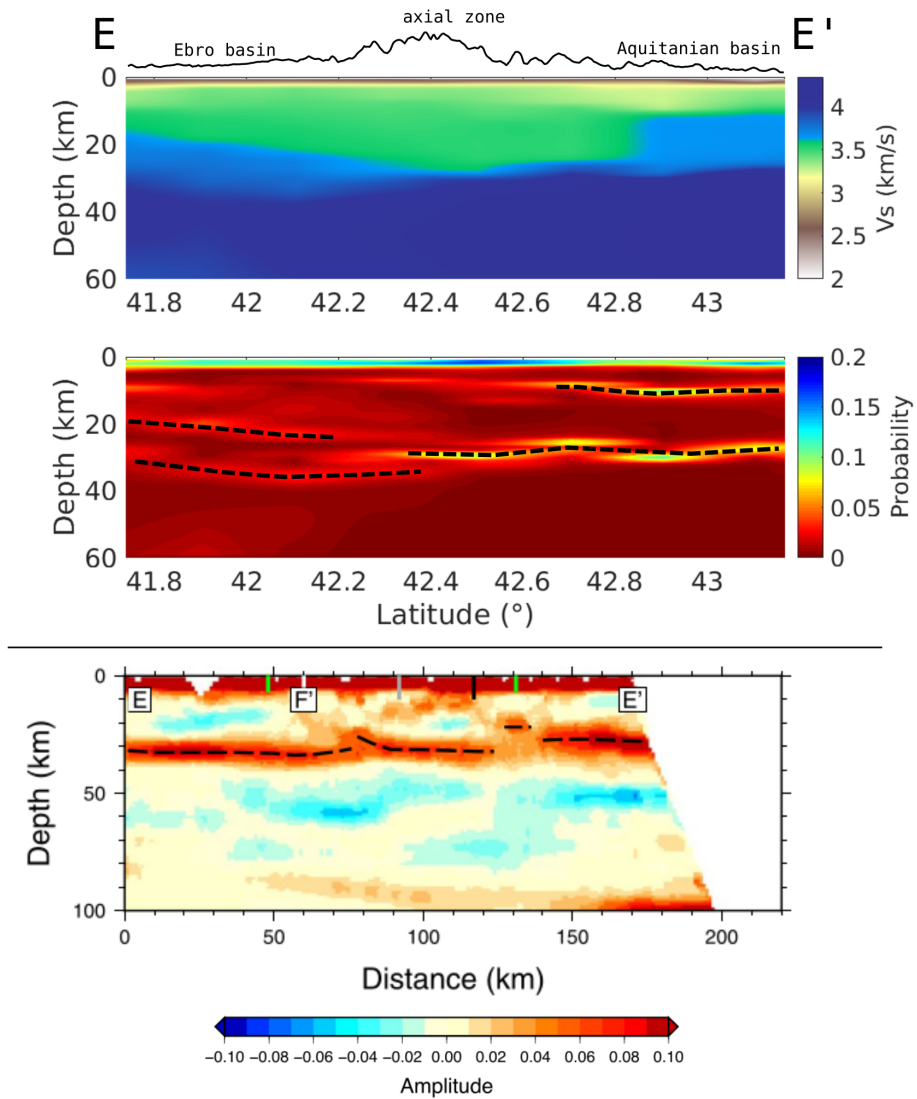 E
axial zone
E'
Ebro basin
Aquitanian basin
0
20
40
60
Depth (km)
41.8 42 42.2 42.4 42.6 42.8 43
4
3.5
3
2.5
2
Vs (km/s)
0
20
40
60
Depth (km)
41.8 42 42.2 42.4 42.6 42.8 43
Latitude (°)
0.2
0.15
0.1
0.05
0
Probability
0
50
100
Depth (km)
E F' E'
0 50 100 150 200
Distance (km)
−0.10 −0.08 −0.06 −0.04 −0.02 0.00 0.02 0.04 0.06 0.08 0.10
Amplitude